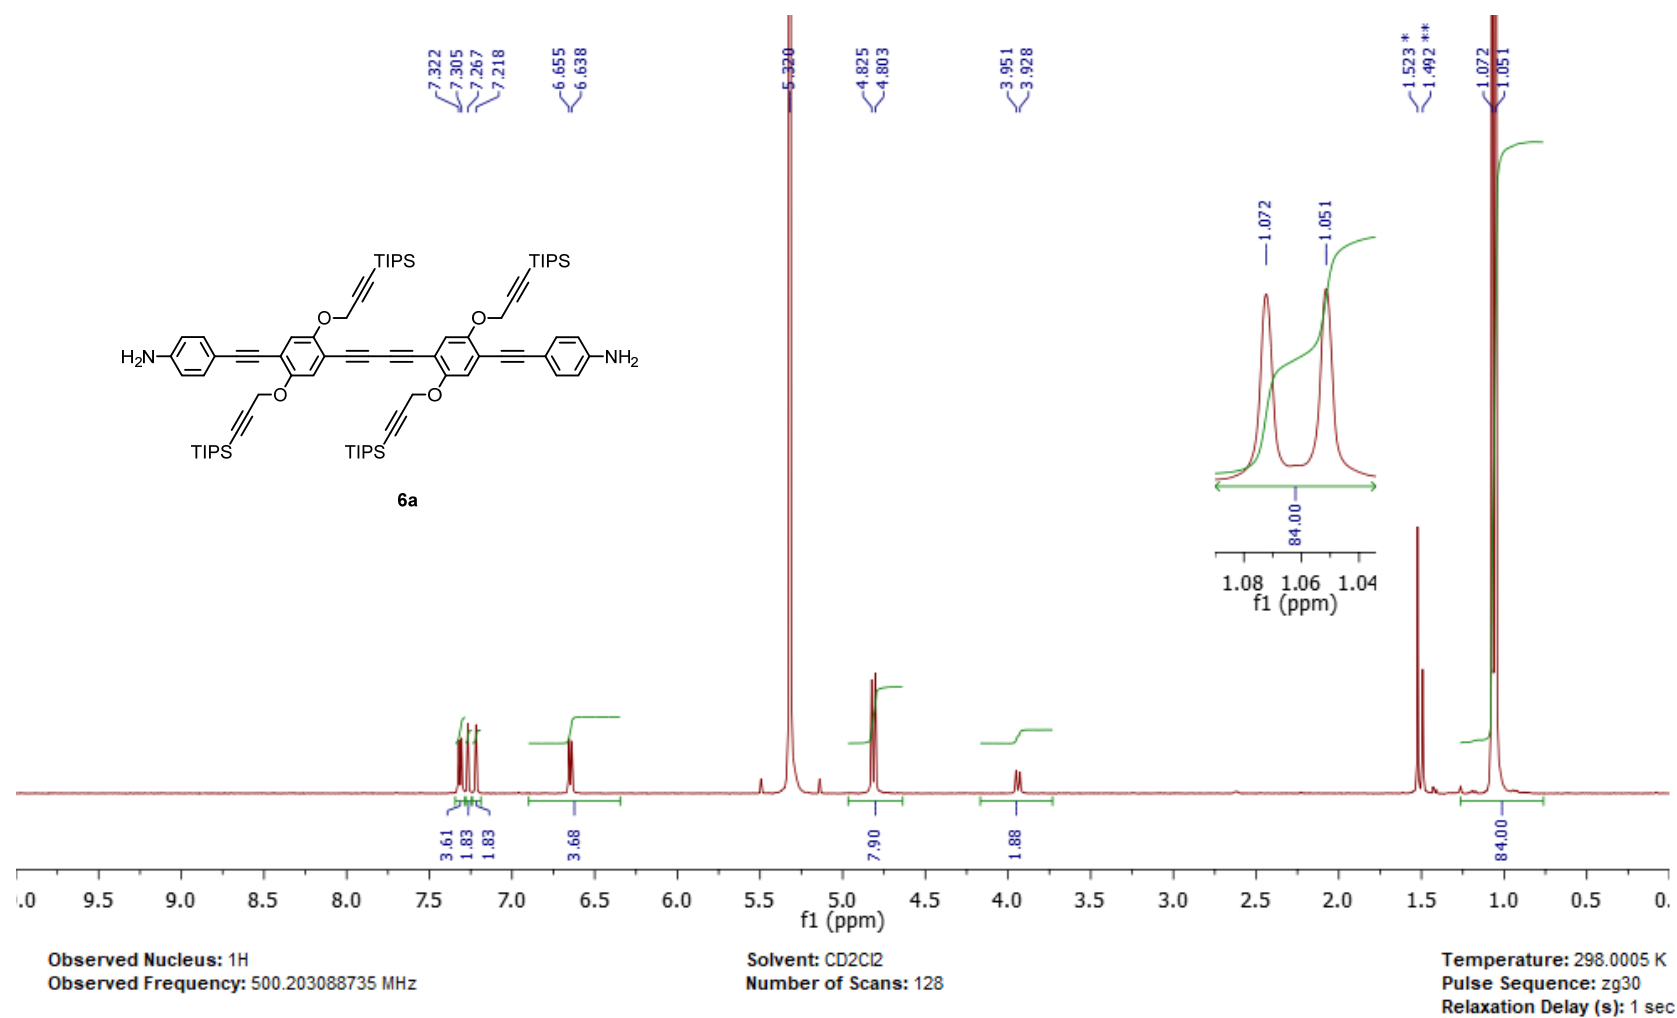 7.322
7.305
7.267
7.218
6.655
6.638
5.320
4.825
4.803
3.951
3.928
1.523 *
1.492 **
1.072
1.051
1.072
1.051
84.00
1.08 1.06 1.04
f1 (ppm)
TIPS TIPS
O O
H2N NH2
O O
TIPS TIPS
6a
3.61
1.83
1.83
3.68
7.90
1.88
84.00
.0 9.5 9.0 8.5 8.0 7.5 7.0 6.5 6.0 5.5 5.0 4.5 4.0 3.5 3.0 2.5 2.0 1.5 1.0 0.5 0.
f1 (ppm)
Observed Nucleus: 1H
Observed Frequency: 500.203088735 MHz
Solvent: CD2Cl2
Number of Scans: 128
Temperature: 298.0005 K
Pulse Sequence: zg30
Relaxation Delay (s): 1 sec